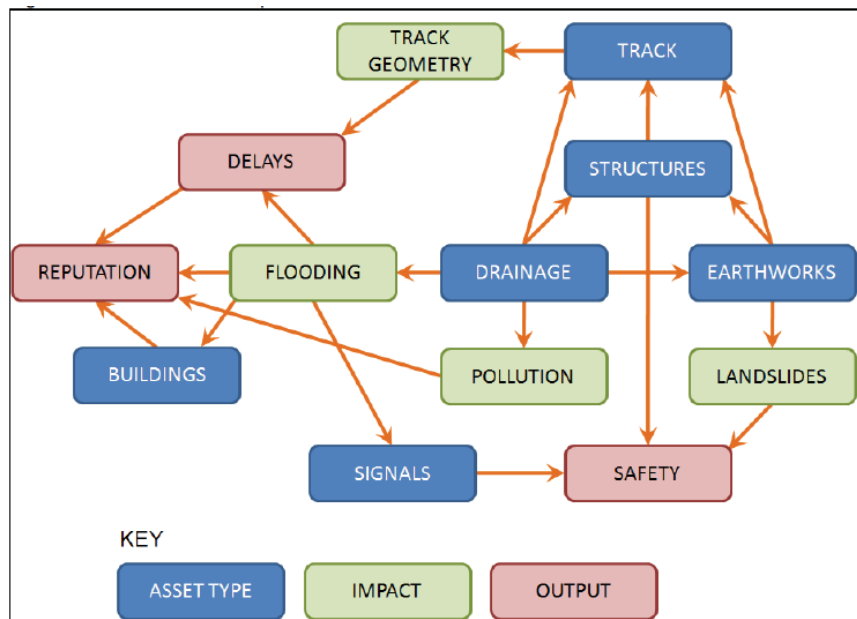 TRACK
GEOMETRY
TRACK
DELAYS
STRUCTURES
REPUTATION
FLOODING
DRAINAGE
EARTHWORKS
BUILDINGS
POLLUTION
LANDSLIDES
SIGNALS
SAFETY
KEY
ASSET TYPE
IMPACT
OUTPUT